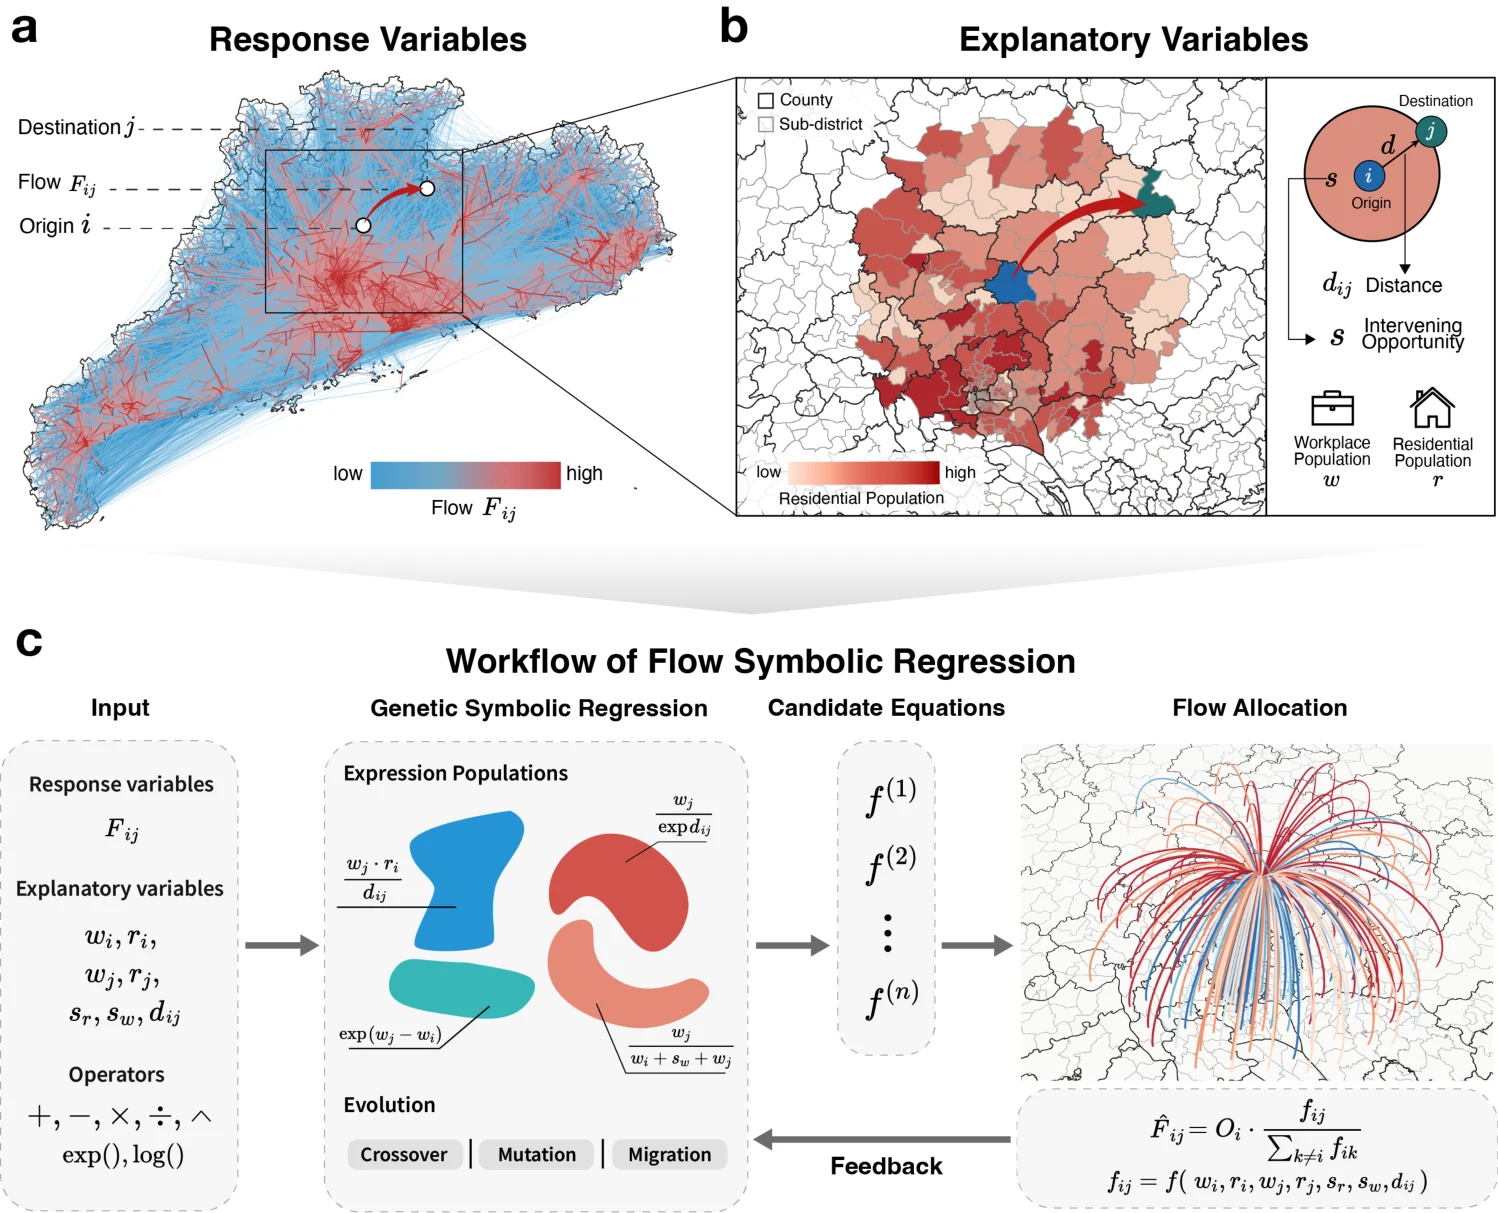 a
Response Variables
Destination j
Flow F_ij
Origin i
low
high
Flow F_ij
b
Explanatory Variables
County
Sub-district
low
high
Residential Population
Destination
j
d
s
i
Origin
d_ij Distance
s Intervening
Opportunity
Workplace
Population
w
Residential
Population
r
c
Workflow of Flow Symbolic Regression
Input
Response variables
F_ij
Explanatory variables
w_i, r_i,
w_j, r_j,
s_r, s_w, d_ij
Operators
+, −, ×, ÷, ^
exp(), log()
Genetic Symbolic Regression
Expression Populations
w_j
exp d_ij
w_j · r_i
d_ij
exp(w_j − w_i)
w_j
w_i + s_w + w_j
Evolution
Crossover | Mutation | Migration
Candidate Equations
f^(1)
f^(2)
⋮
f^(n)
Flow Allocation
F̂_ij = O_i · f_ij / ∑_k≠i f_ik
f_ij = f( w_i, r_i, w_j, r_j, s_r, s_w, d_ij )
Feedback